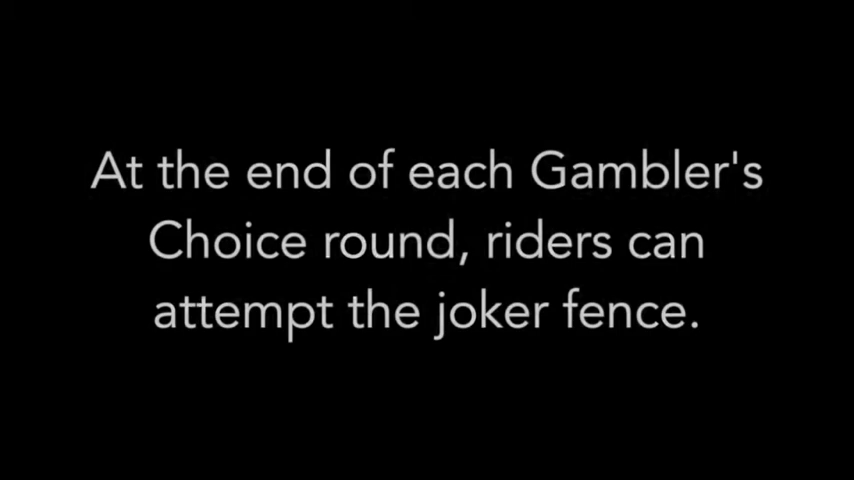 At the end of each Gambler's
Choice round, riders can
attempt the joker fence.